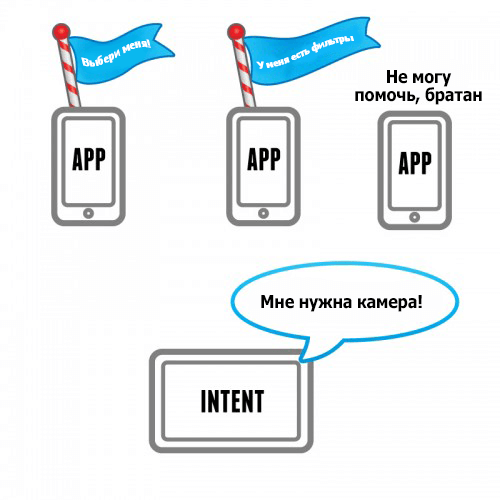 Выбери меня!
У меня есть фильтры
Не могу
помочь, братан
APP
APP
APP
Мне нужна камера!
INTENT